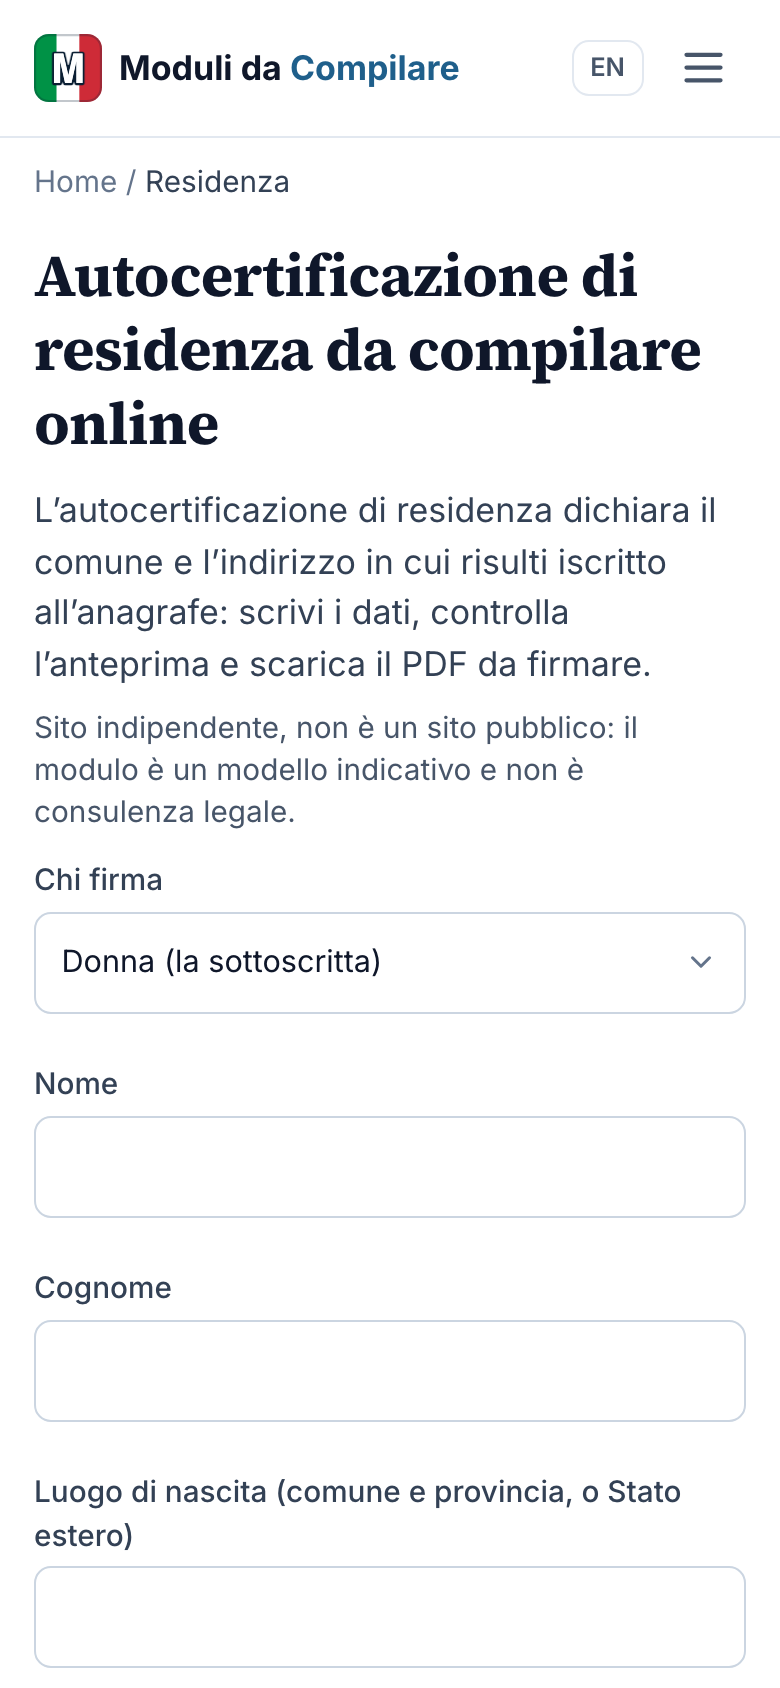 M Moduli da Compilare EN
Home / Residenza
Autocertificazione di
residenza da compilare
online
L’autocertificazione di residenza dichiara il
comune e l’indirizzo in cui risulti iscritto
all’anagrafe: scrivi i dati, controlla
l’anteprima e scarica il PDF da firmare.
Sito indipendente, non è un sito pubblico: il
modulo è un modello indicativo e non è
consulenza legale.
Chi firma
Donna (la sottoscritta)
Nome
Cognome
Luogo di nascita (comune e provincia, o Stato
estero)